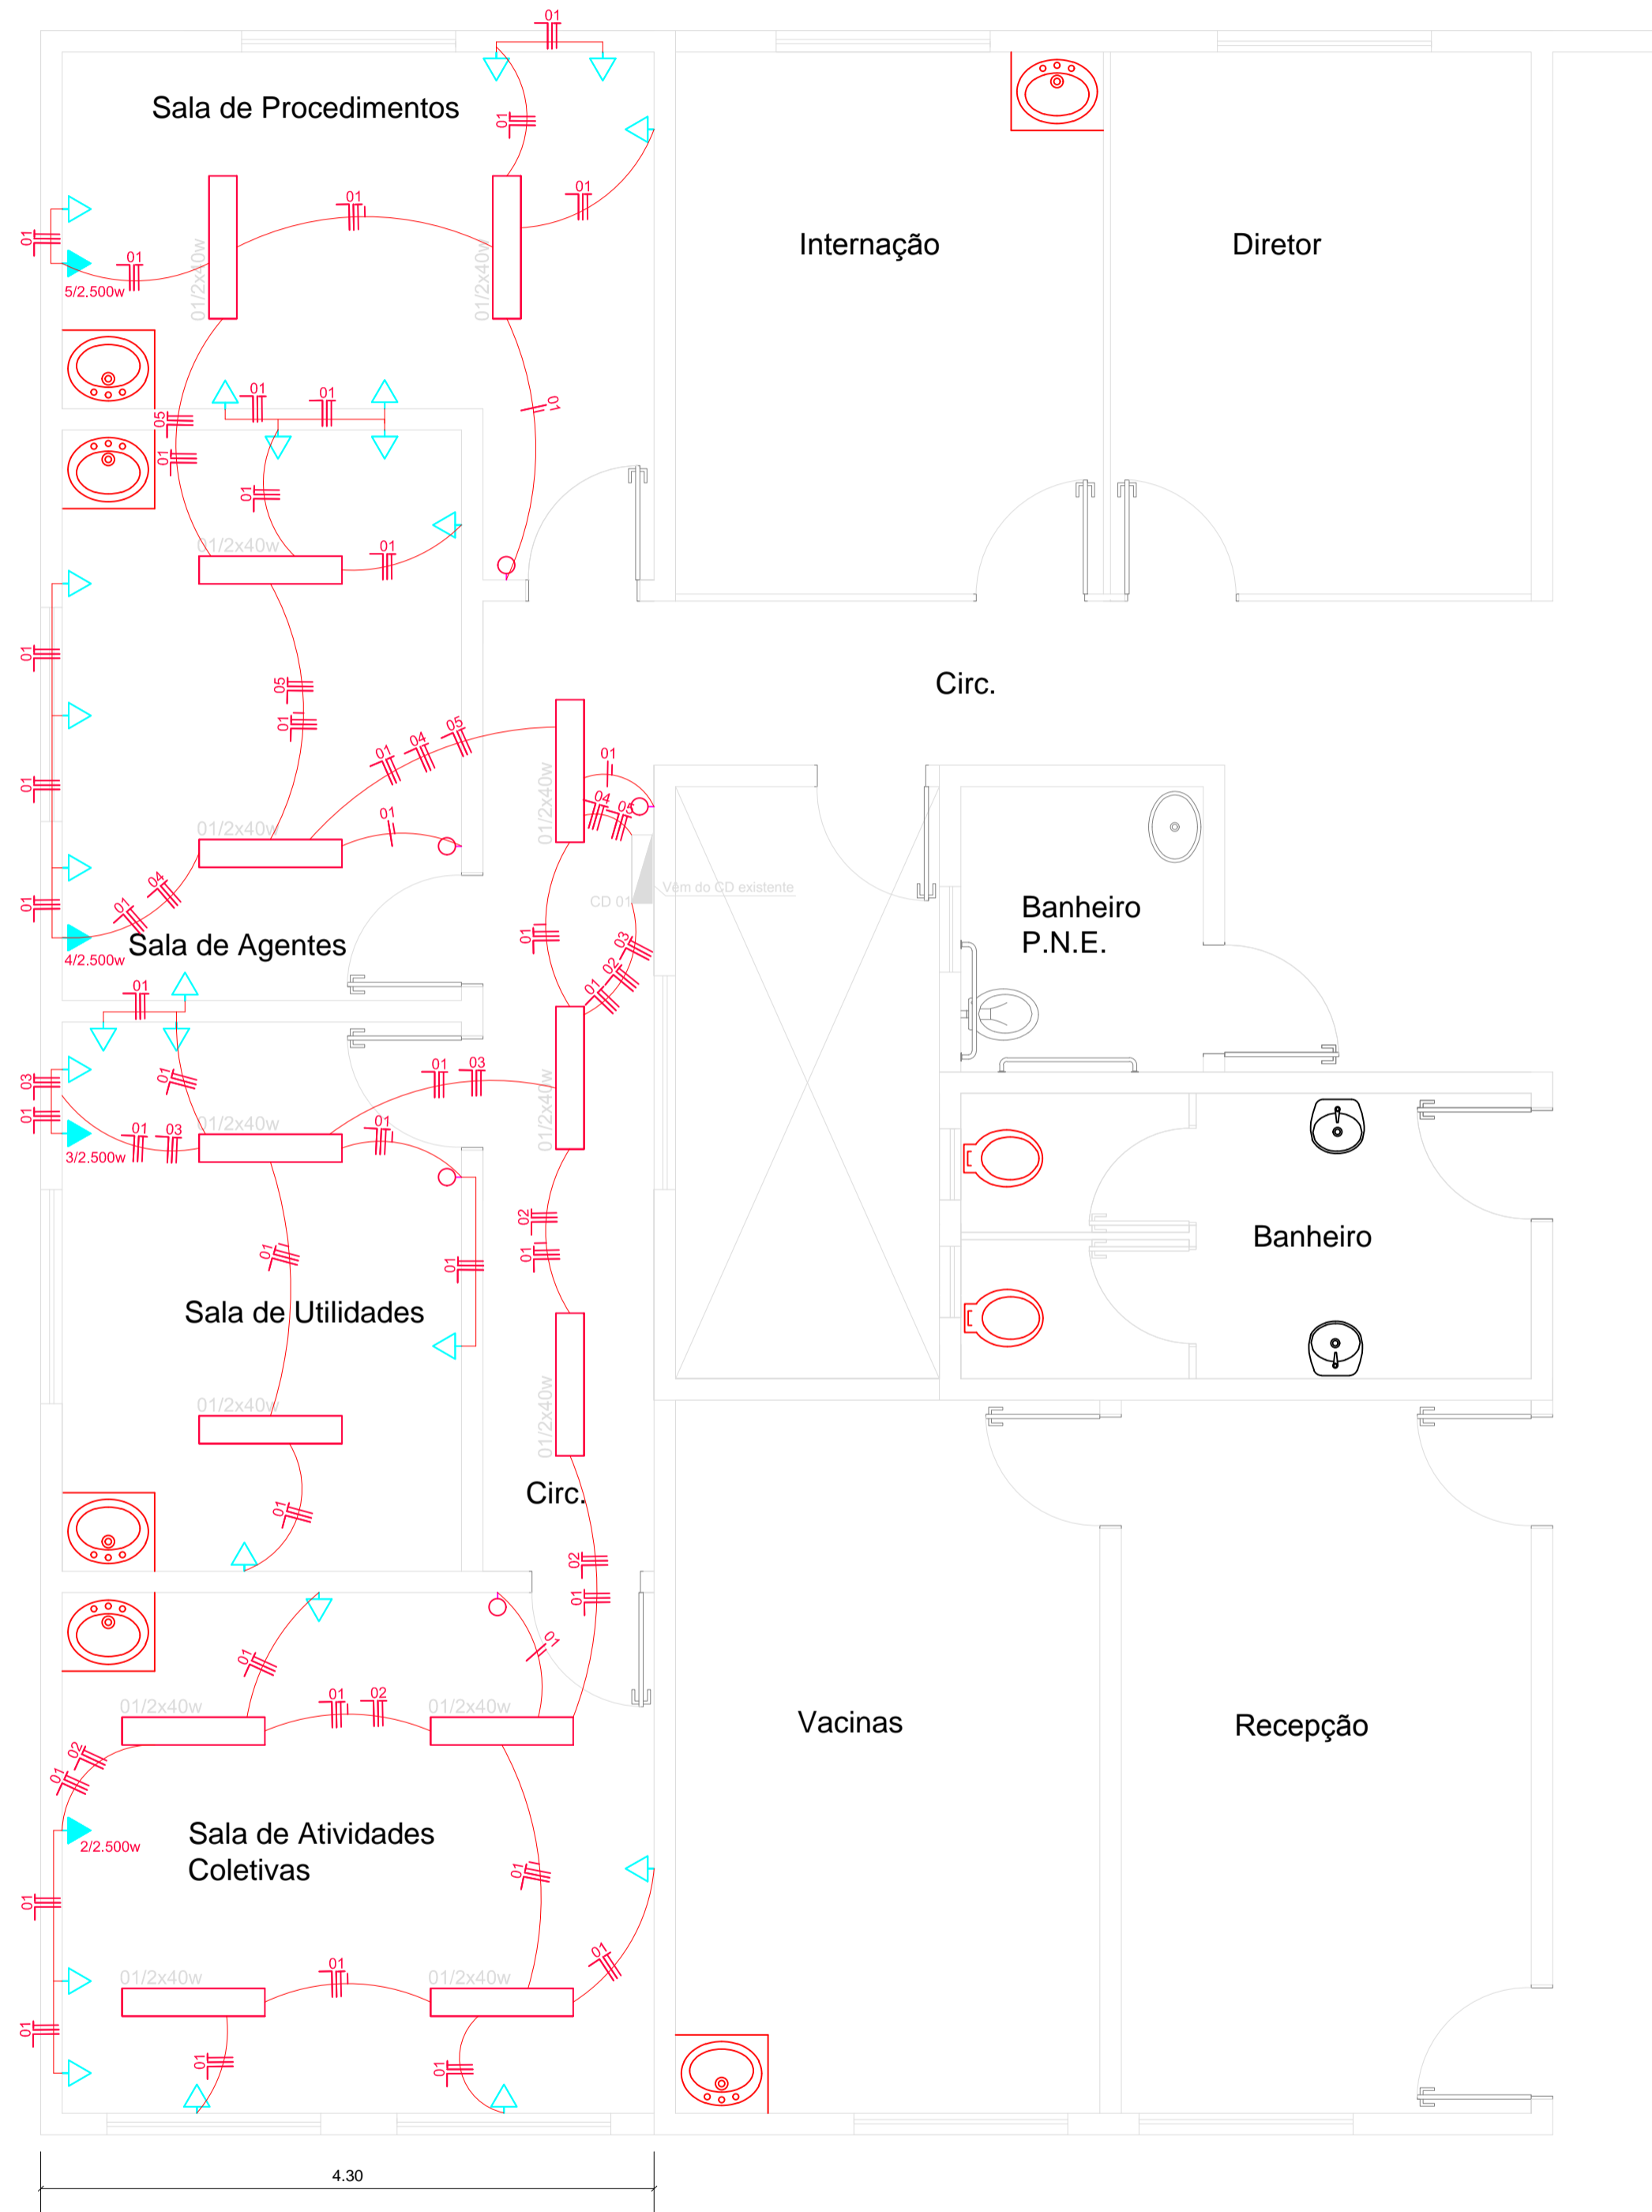 01
Sala de Procedimentos
01
01
01
01
01
5/2.500w
01/2x40w
01/2x40w
Internação
Diretor
01
01
01
05
01
01
01
01/2x40w
01
01
05
01
01
04
05
01
01/2x40w
01
01/2x40w
04
05
Circ.
01
04
01
01
Sala de Agentes
4/2.500w
CD 01
Vêm do CD existente
Banheiro
P.N.E.
01
03
02
01
01
03
01
01
01/2x40w
01
03
01
03
01
3/2.500w
01/2x40w
02
01
01
01
Banheiro
Sala de Utilidades
01/2x40w
01/2x40w
01
Circ.
02
01
01
01
01/2x40w
01
02
01/2x40w
02
01
Vacinas
Recepção
2/2.500w
Sala de Atividades
Coletivas
01
01
01
01/2x40w
01
01/2x40w
01
01
01
4.30